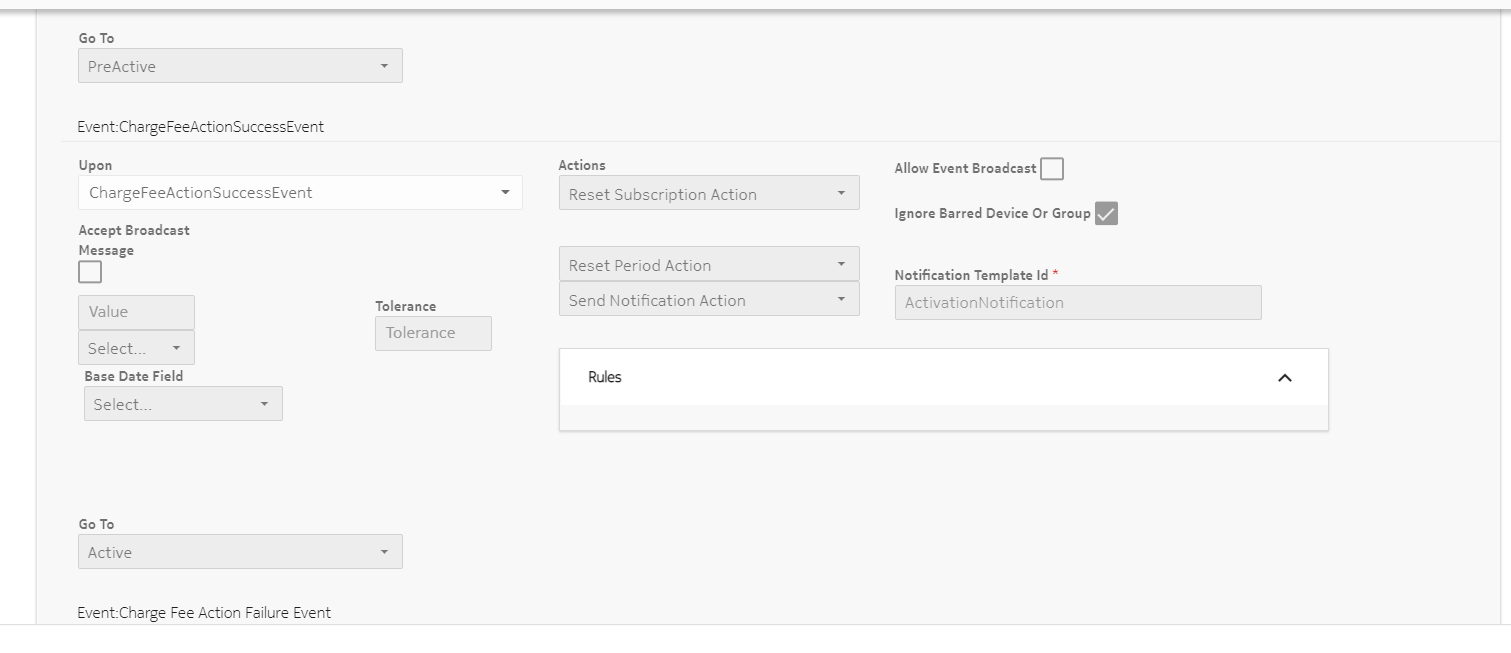 Go To
PreActive
Event:ChargeFeeActionSuccessEvent
Upon
ChargeFeeActionSuccessEvent
Accept Broadcast
Message
Value
Select...
Tolerance
Tolerance
Base Date Field
Select...
Actions
Reset Subscription Action
Reset Period Action
Send Notification Action
Allow Event Broadcast
Ignore Barred Device Or Group
Notification Template Id *
ActivationNotification
Rules
Go To
Active
Event:Charge Fee Action Failure Event